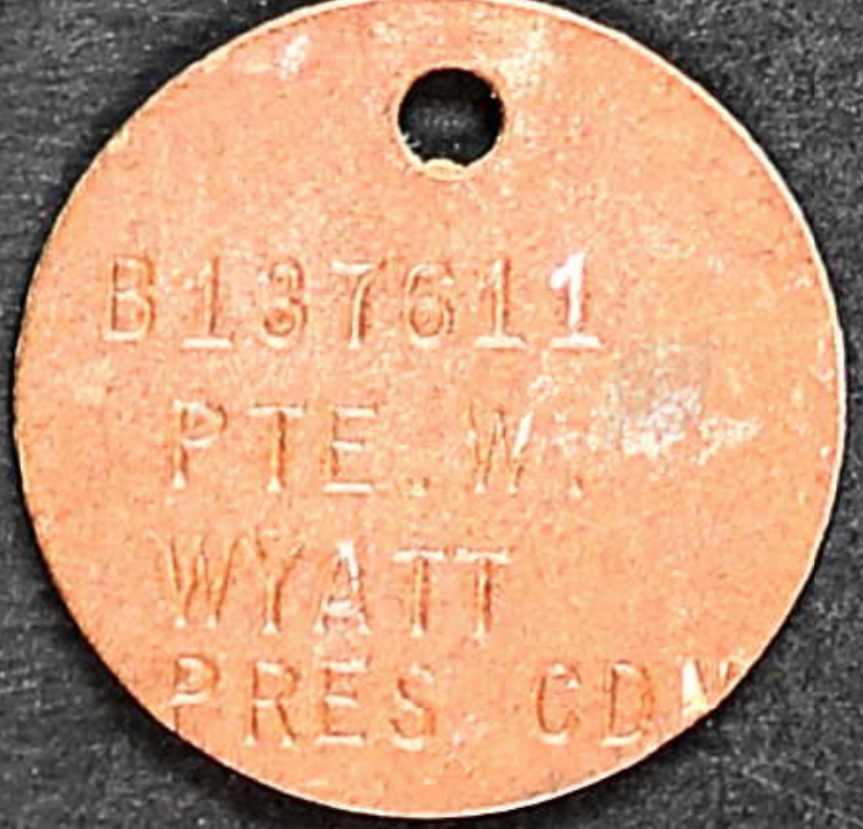 B137611
PTE.W.
WYATT
PRES CDN